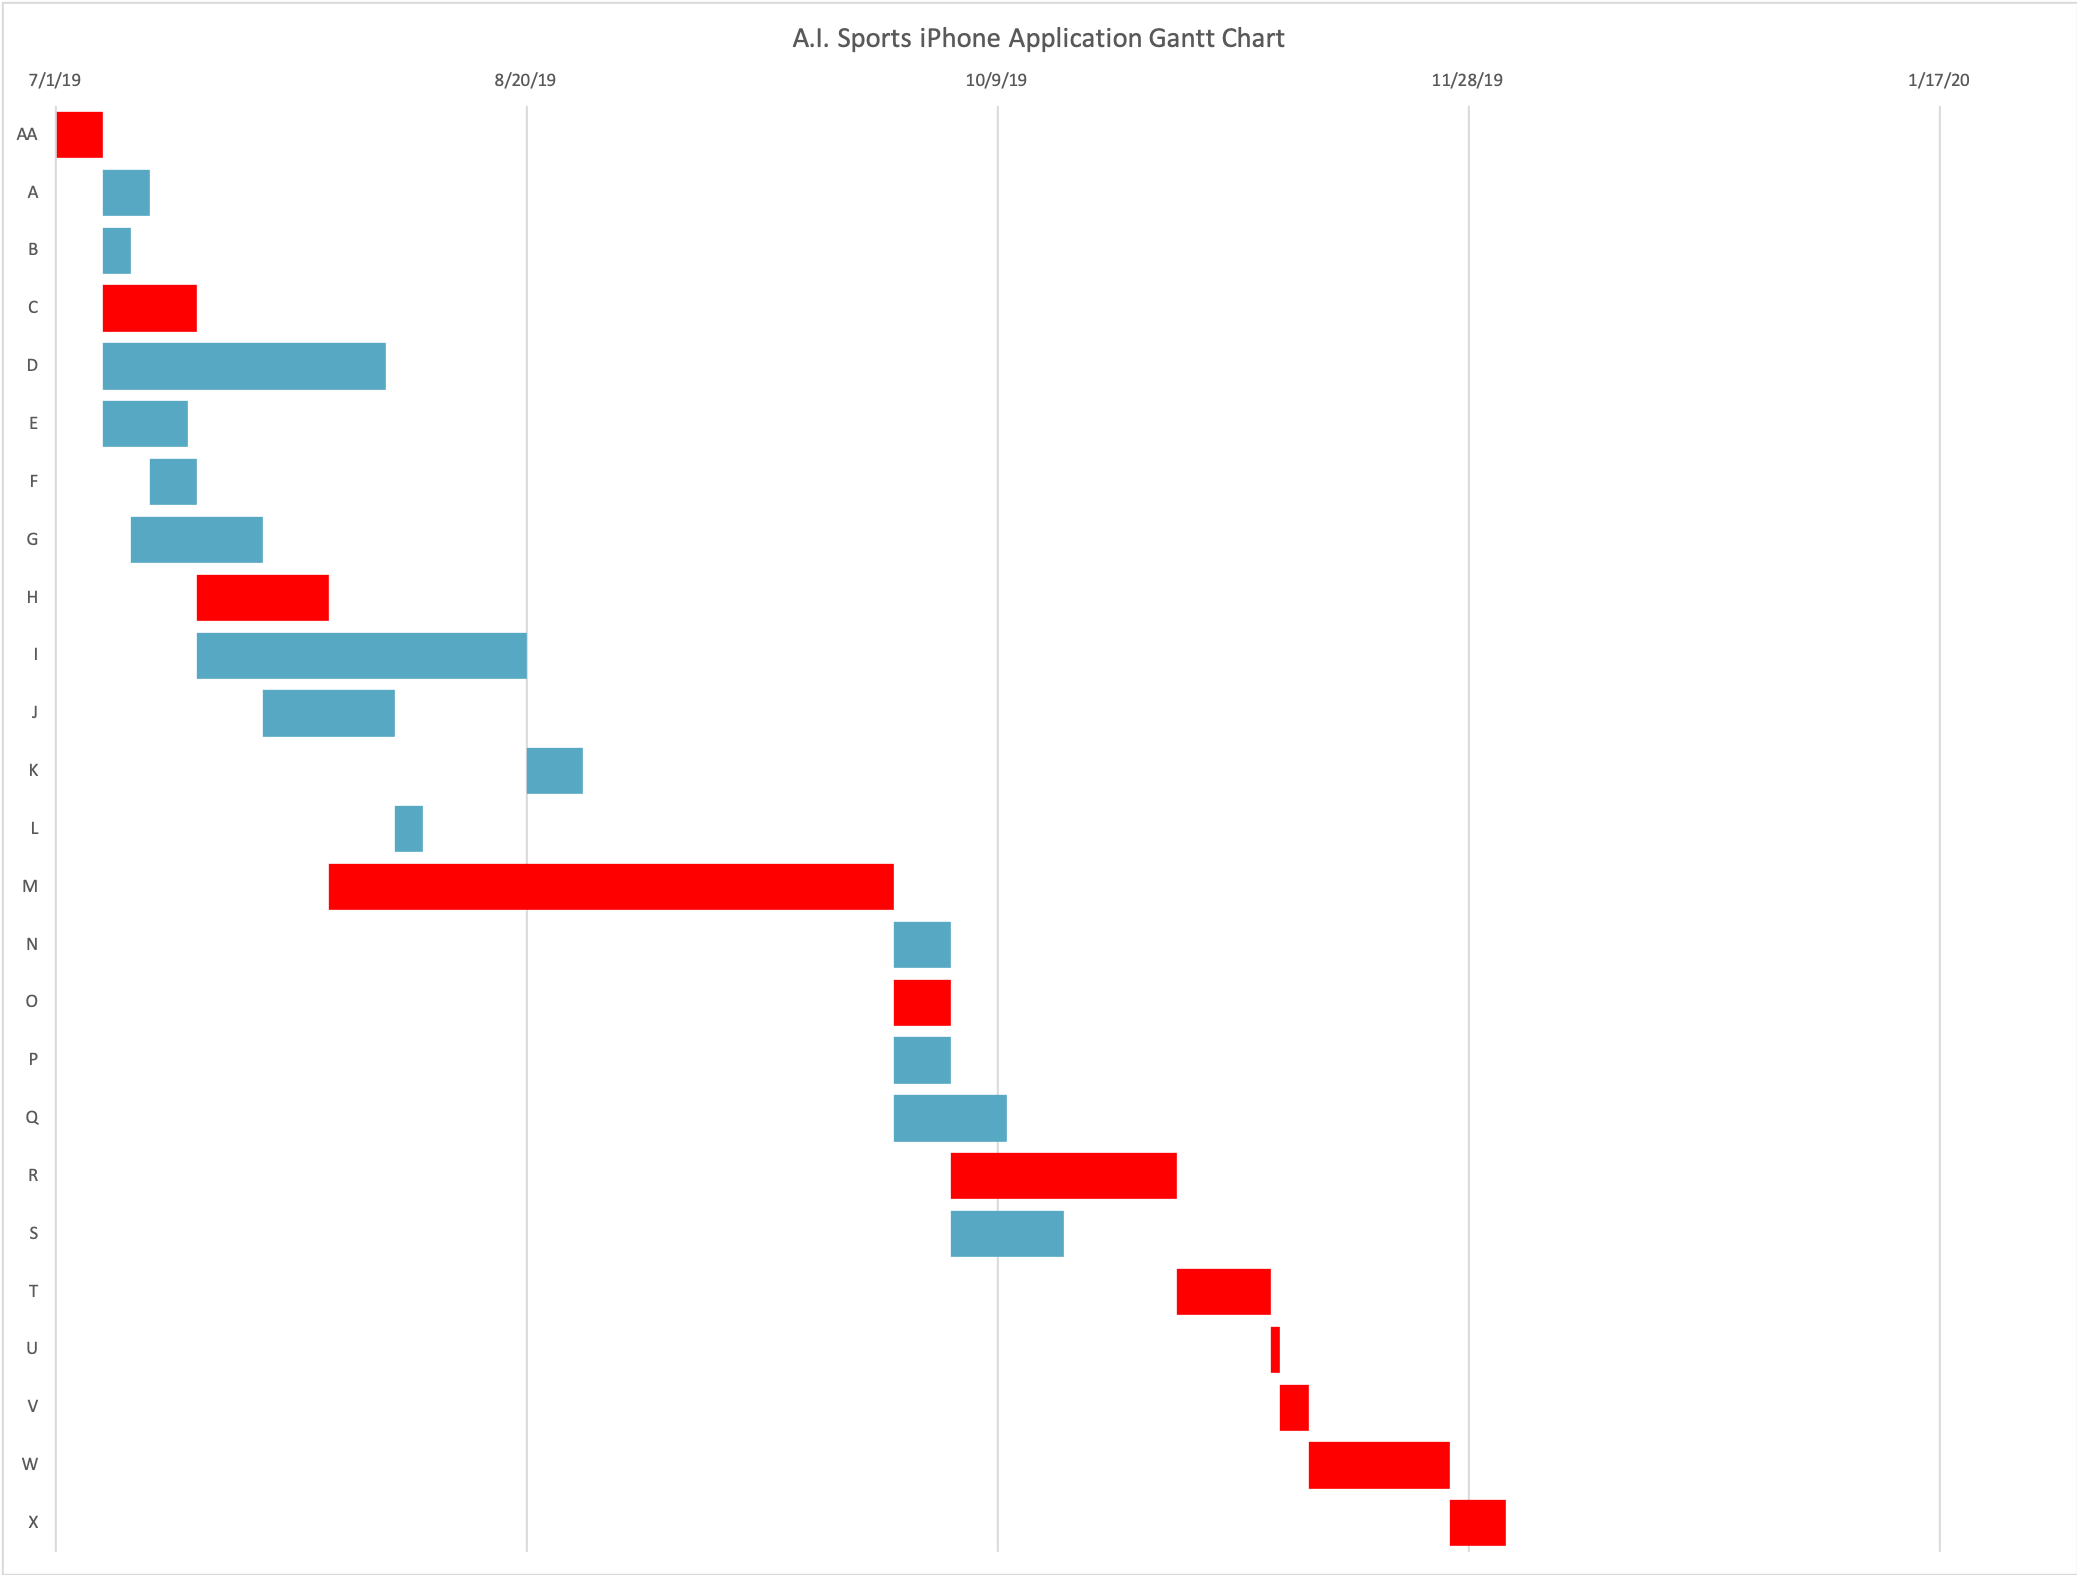 A.I. Sports iPhone Application Gantt Chart
7/1/19 8/20/19 10/9/19 11/28/19 1/17/20
AA
A
B
C
D
E
F
G
H
I
J
K
L
M
N
O
P
Q
R
S
T
U
V
W
X